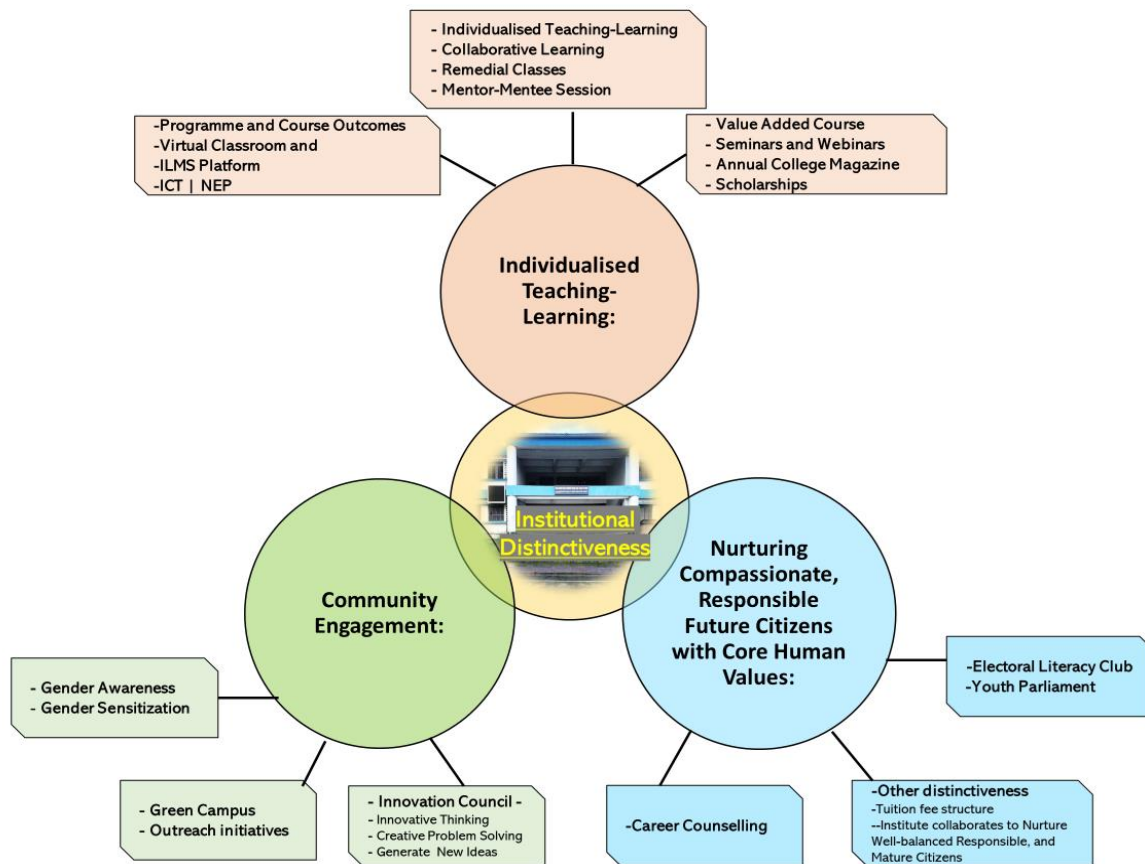 - Individualised Teaching-Learning
- Collaborative Learning
- Remedial Classes
- Mentor-Mentee Session
-Programme and Course Outcomes
-Virtual Classroom and
-ILMS Platform
-ICT | NEP
- Value Added Course
- Seminars and Webinars
- Annual College Magazine
- Scholarships
Individualised
Teaching-
Learning:
Institutional
Distinctiveness
Community
Engagement:
Nurturing
Compassionate,
Responsible
Future Citizens
with Core Human
Values:
- Gender Awareness
- Gender Sensitization
- Green Campus
- Outreach initiatives
- Innovation Council -
- Innovative Thinking
- Creative Problem Solving
- Generate New Ideas
-Electoral Literacy Club
-Youth Parliament
-Career Counselling
-Other distinctiveness
-Tuition fee structure
--Institute collaborates to Nurture
Well-balanced Responsible, and
Mature Citizens